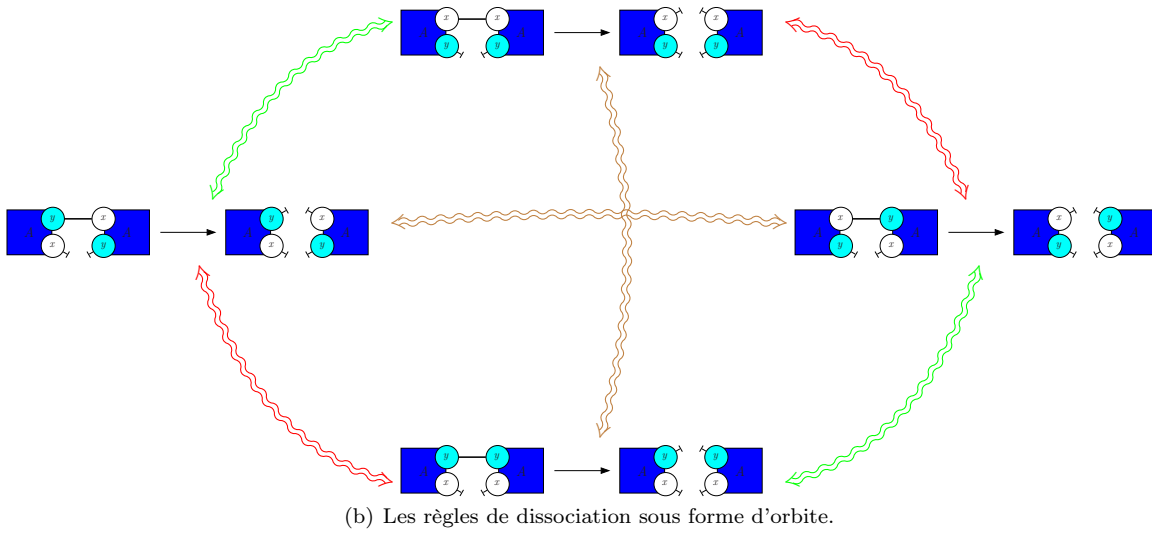 x x x x
A A A A
y y y y
y x y x x y x y
A A A A A A A A
x y x y y x y x
y y y y
x x x x
(b) Les règles de dissociation sous forme d'orbite.